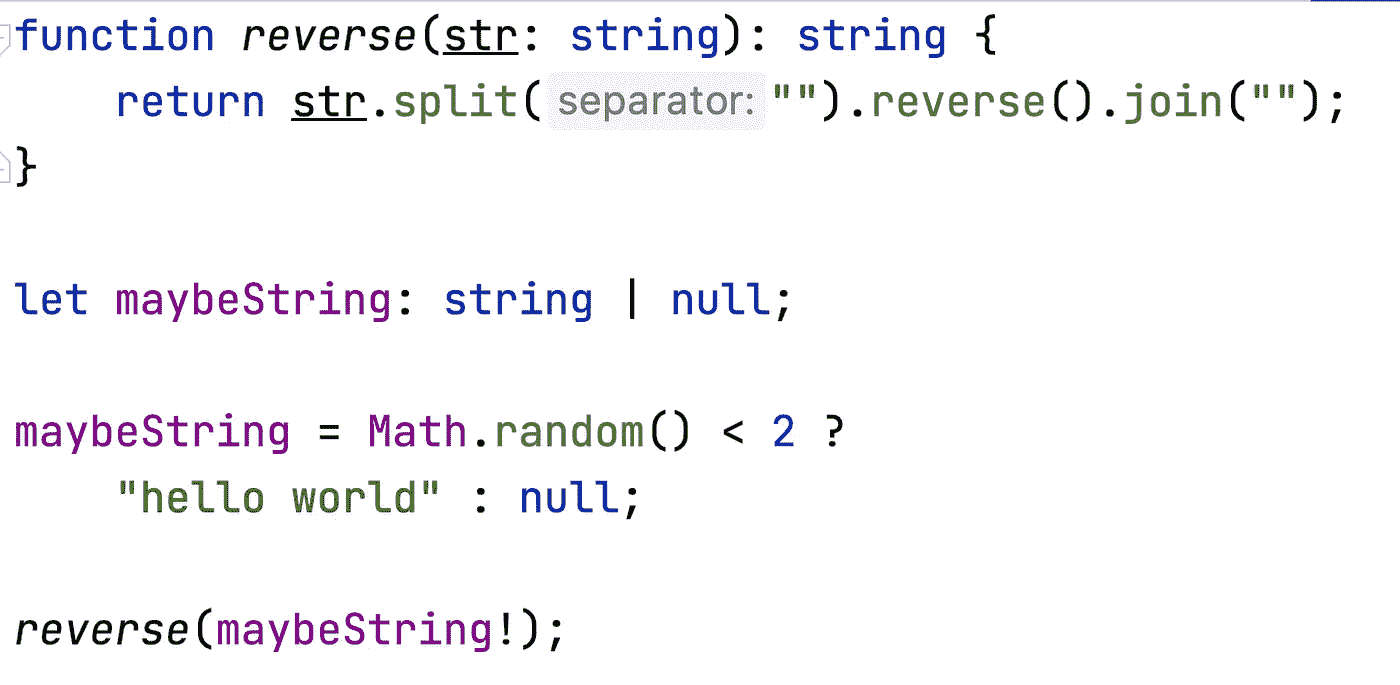 function reverse(str: string): string {
    return str.split( separator: "").reverse().join("");
}
let maybeString: string | null;
maybeString = Math.random() < 2 ?
    "hello world" : null;
reverse(maybeString!);